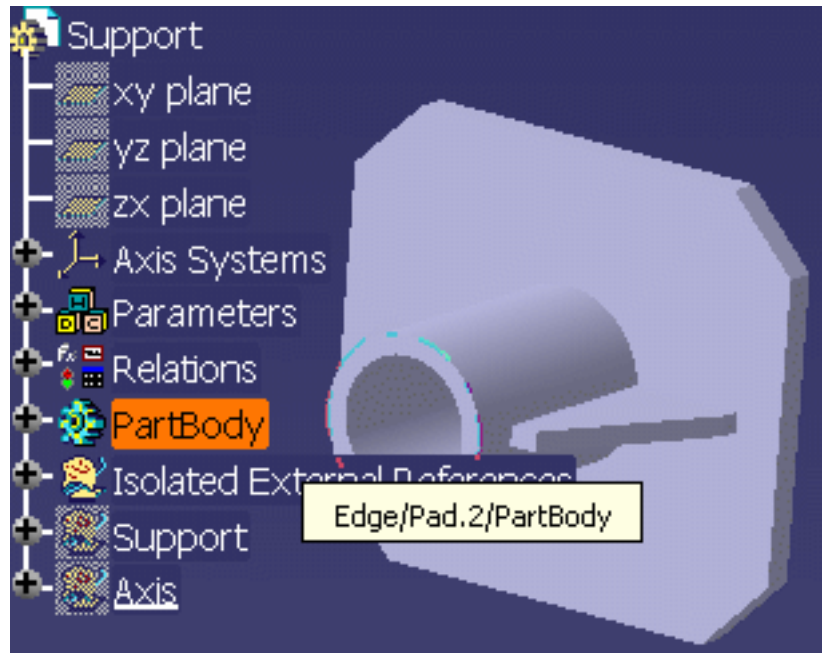 Support
xy plane
yz plane
zx plane
Axis Systems
Parameters
Relations
PartBody
Isolated External References
Edge/Pad.2/PartBody
Support
Axis